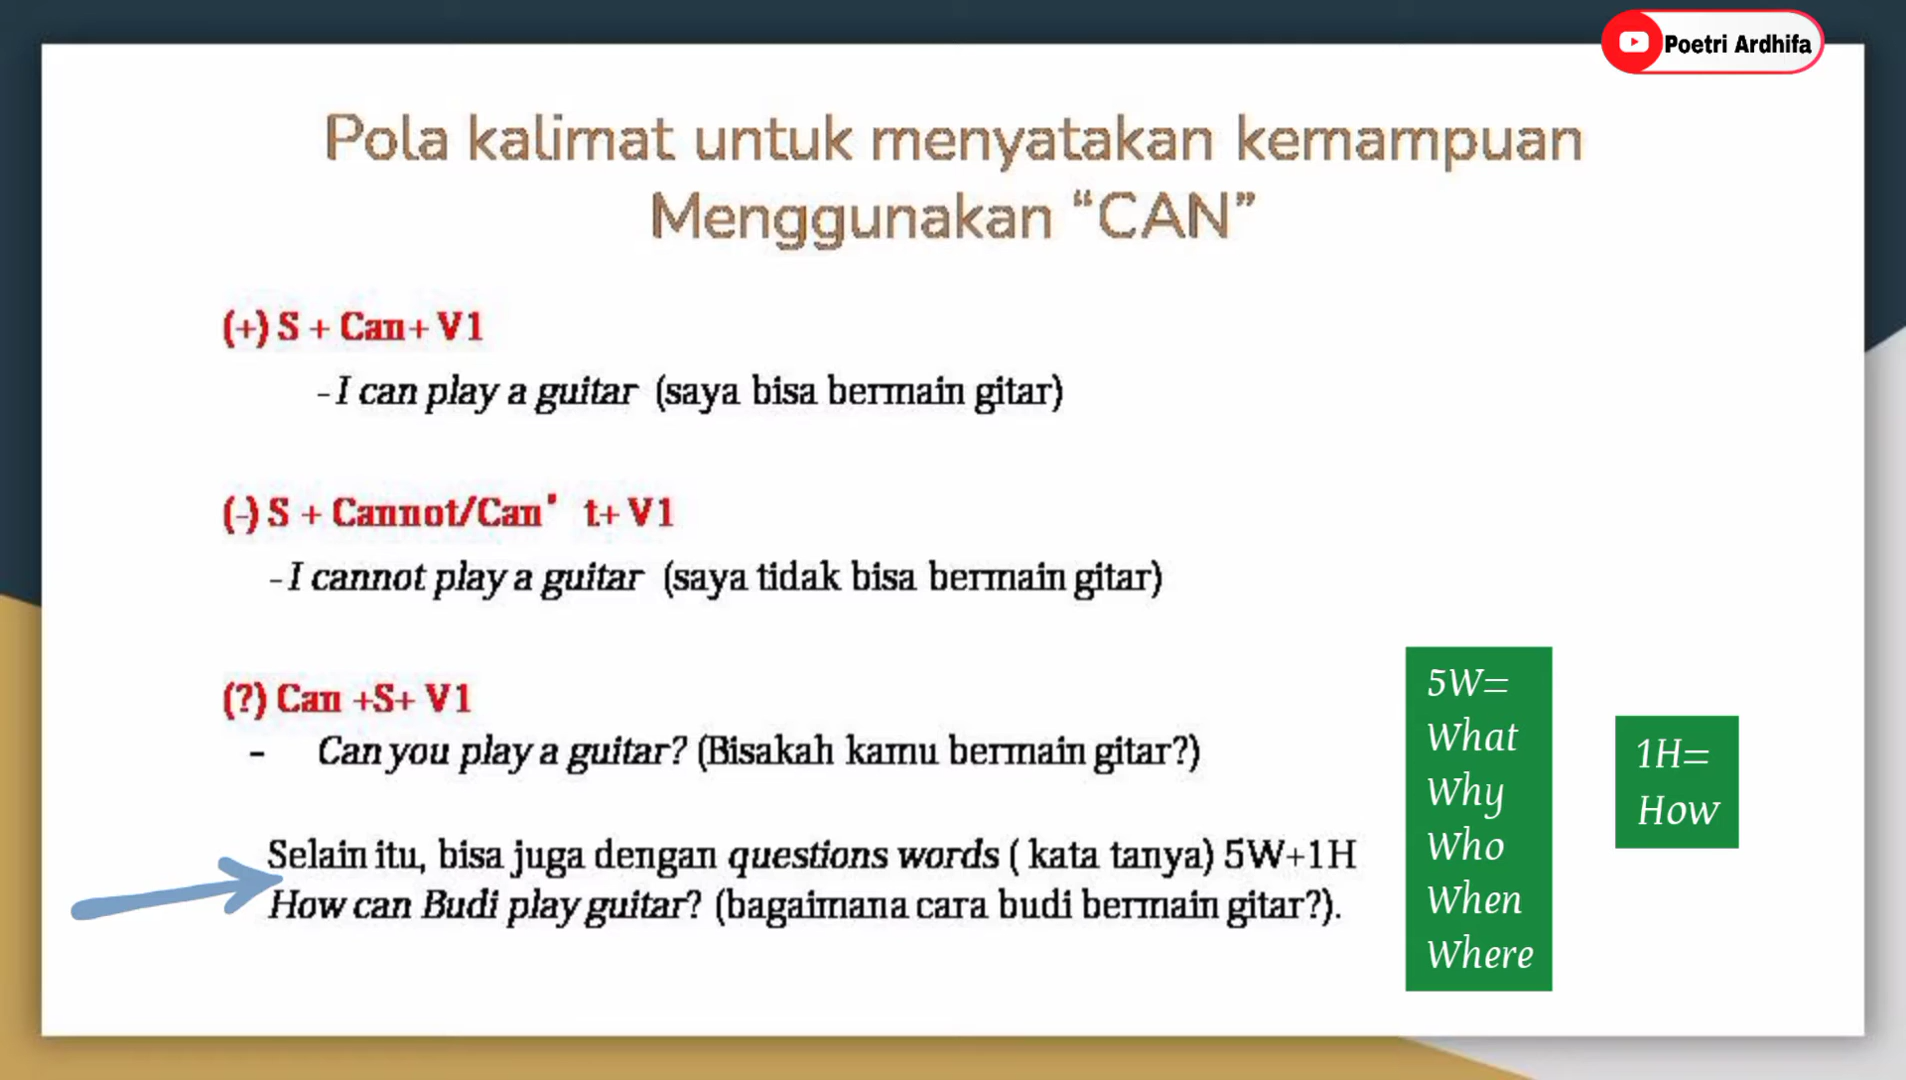 Poetri Ardhifa
Pola kalimat untuk menyatakan kemampuan
Menggunakan “CAN”
(+) S + Can+ V1
-I can play a guitar (saya bisa bermain gitar)
(-) S + Cannot/Can’ t+ V1
-I cannot play a guitar (saya tidak bisa bermain gitar)
(?) Can +S+ V1
- Can you play a guitar? (Bisakah kamu bermain gitar?)
Selain itu, bisa juga dengan questions words ( kata tanya) 5W+1H
How can Budi play guitar? (bagaimana cara budi bermain gitar?).
5W=
What
Why
Who
When
Where
1H=
How